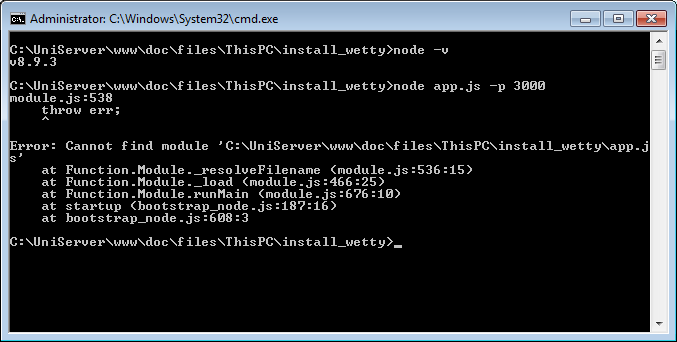 Administrator: C:\Windows\System32\cmd.exe
C:\UniServer\www\doc\files\ThisPC\install_wetty>node -v
v8.9.3
C:\UniServer\www\doc\files\ThisPC\install_wetty>node app.js -p 3000
module.js:538
    throw err;
    ^
Error: Cannot find module 'C:\UniServer\www\doc\files\ThisPC\install_wetty\app.j
s'
    at Function.Module._resolveFilename (module.js:536:15)
    at Function.Module._load (module.js:466:25)
    at Function.Module.runMain (module.js:676:10)
    at startup (bootstrap_node.js:187:16)
    at bootstrap_node.js:608:3
C:\UniServer\www\doc\files\ThisPC\install_wetty>_